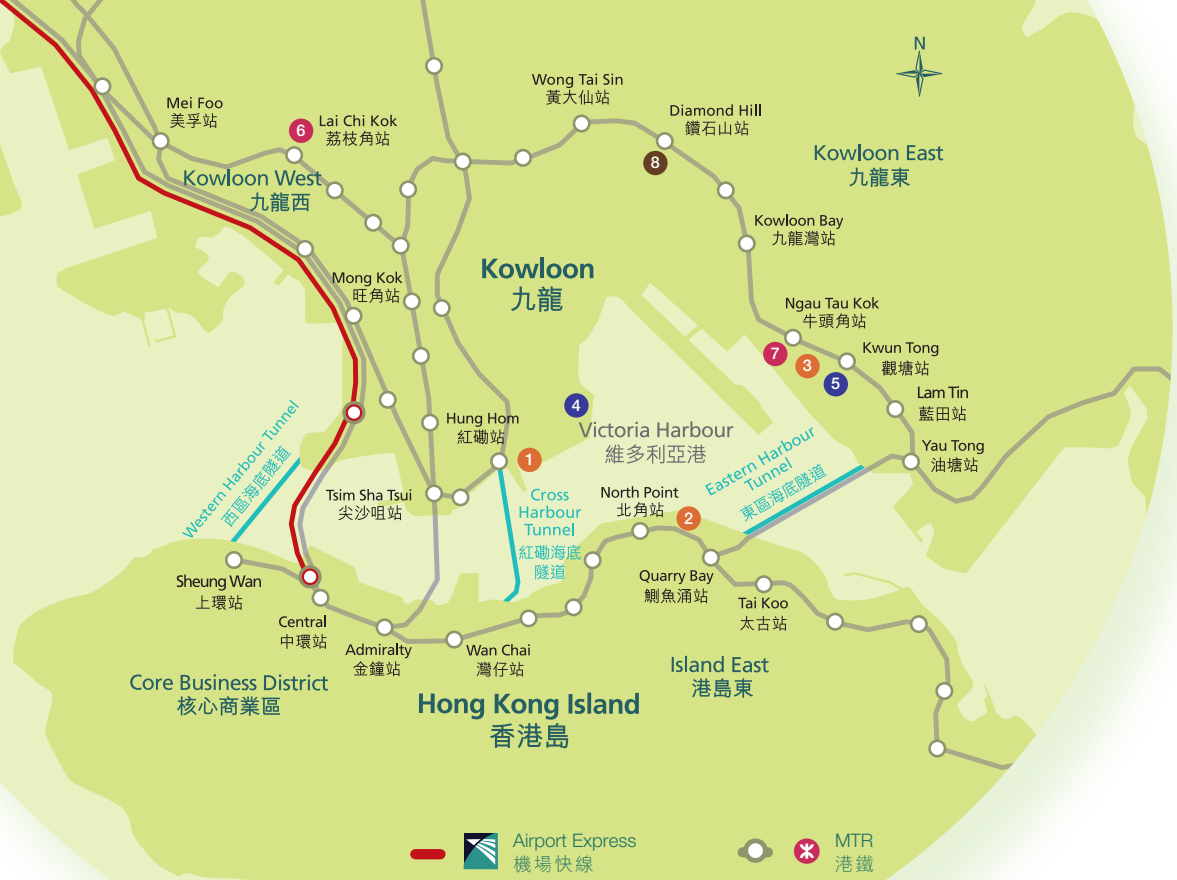 N
Wong Tai Sin
黃大仙站
Diamond Hill
鑽石山站
8
Mei Foo
美孚站
6
Lai Chi Kok
荔枝角站
Kowloon East
九龍東
Kowloon West
九龍西
Kowloon Bay
九龍灣站
Kowloon
九龍
Mong Kok
旺角站
Ngau Tau Kok
牛頭角站
7
3
5
Kwun Tong
觀塘站
Lam Tin
藍田站
4
Victoria Harbour
維多利亞港
Hung Hom
紅磡站
1
Yau Tong
油塘站
Western Harbour Tunnel
西區海底隧道
Eastern Harbour
Tunnel
東區海底隧道
Tsim Sha Tsui
尖沙咀站
Cross
Harbour
Tunnel
紅磡海底
隧道
North Point
北角站
2
Quarry Bay
鰂魚涌站
Tai Koo
太古站
Sheung Wan
上環站
Central
中環站
Admiralty
金鐘站
Wan Chai
灣仔站
Island East
港島東
Core Business District
核心商業區
Hong Kong Island
香港島
Airport Express
機場快線
MTR
港鐵